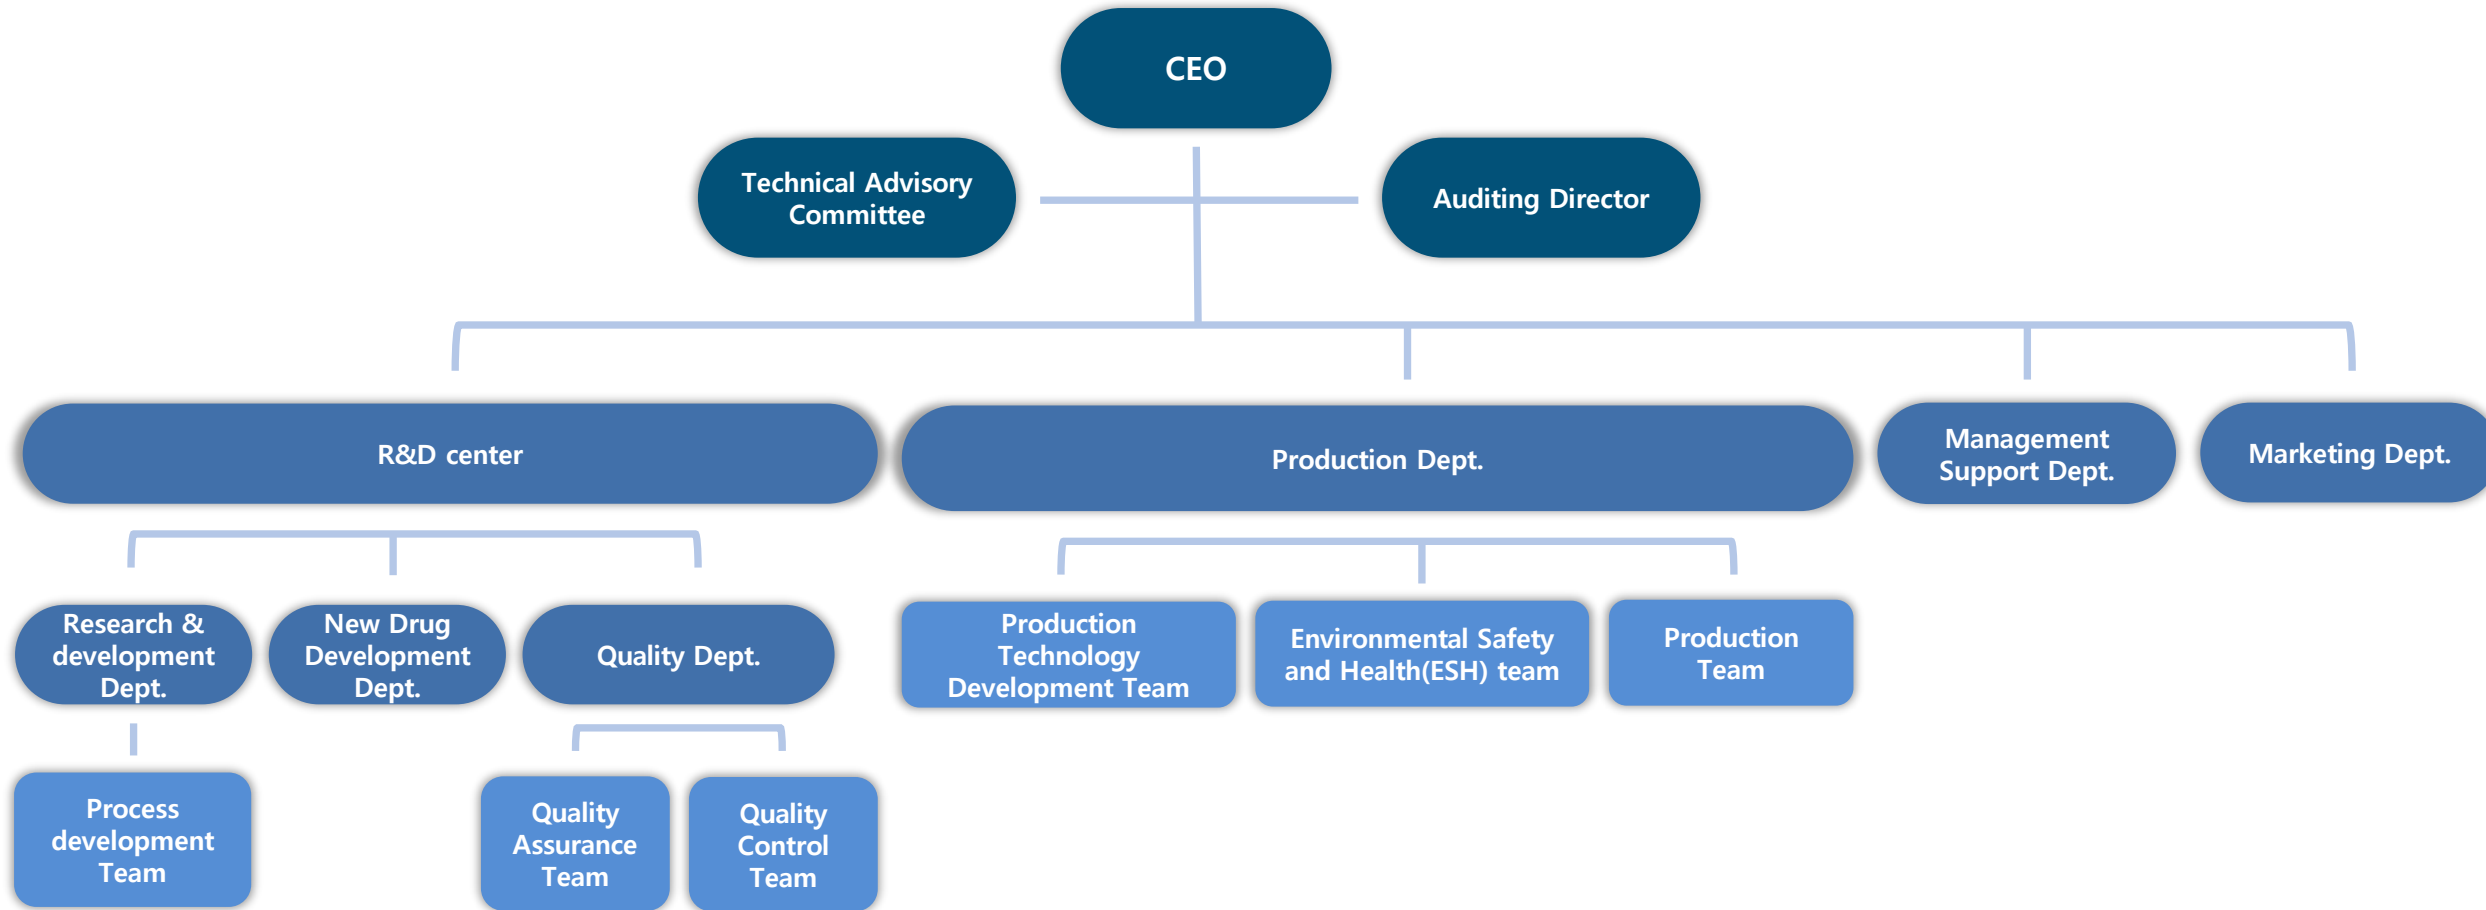 CEO
Technical Advisory
Committee
Auditing Director
R&D center
Production Dept.
Management
Support Dept.
Marketing Dept.
Research &
development
Dept.
New Drug
Development
Dept.
Quality Dept.
Production
Technology
Development Team
Environmental Safety
and Health(ESH) team
Production
Team
Process
development
Team
Quality
Assurance
Team
Quality
Control
Team